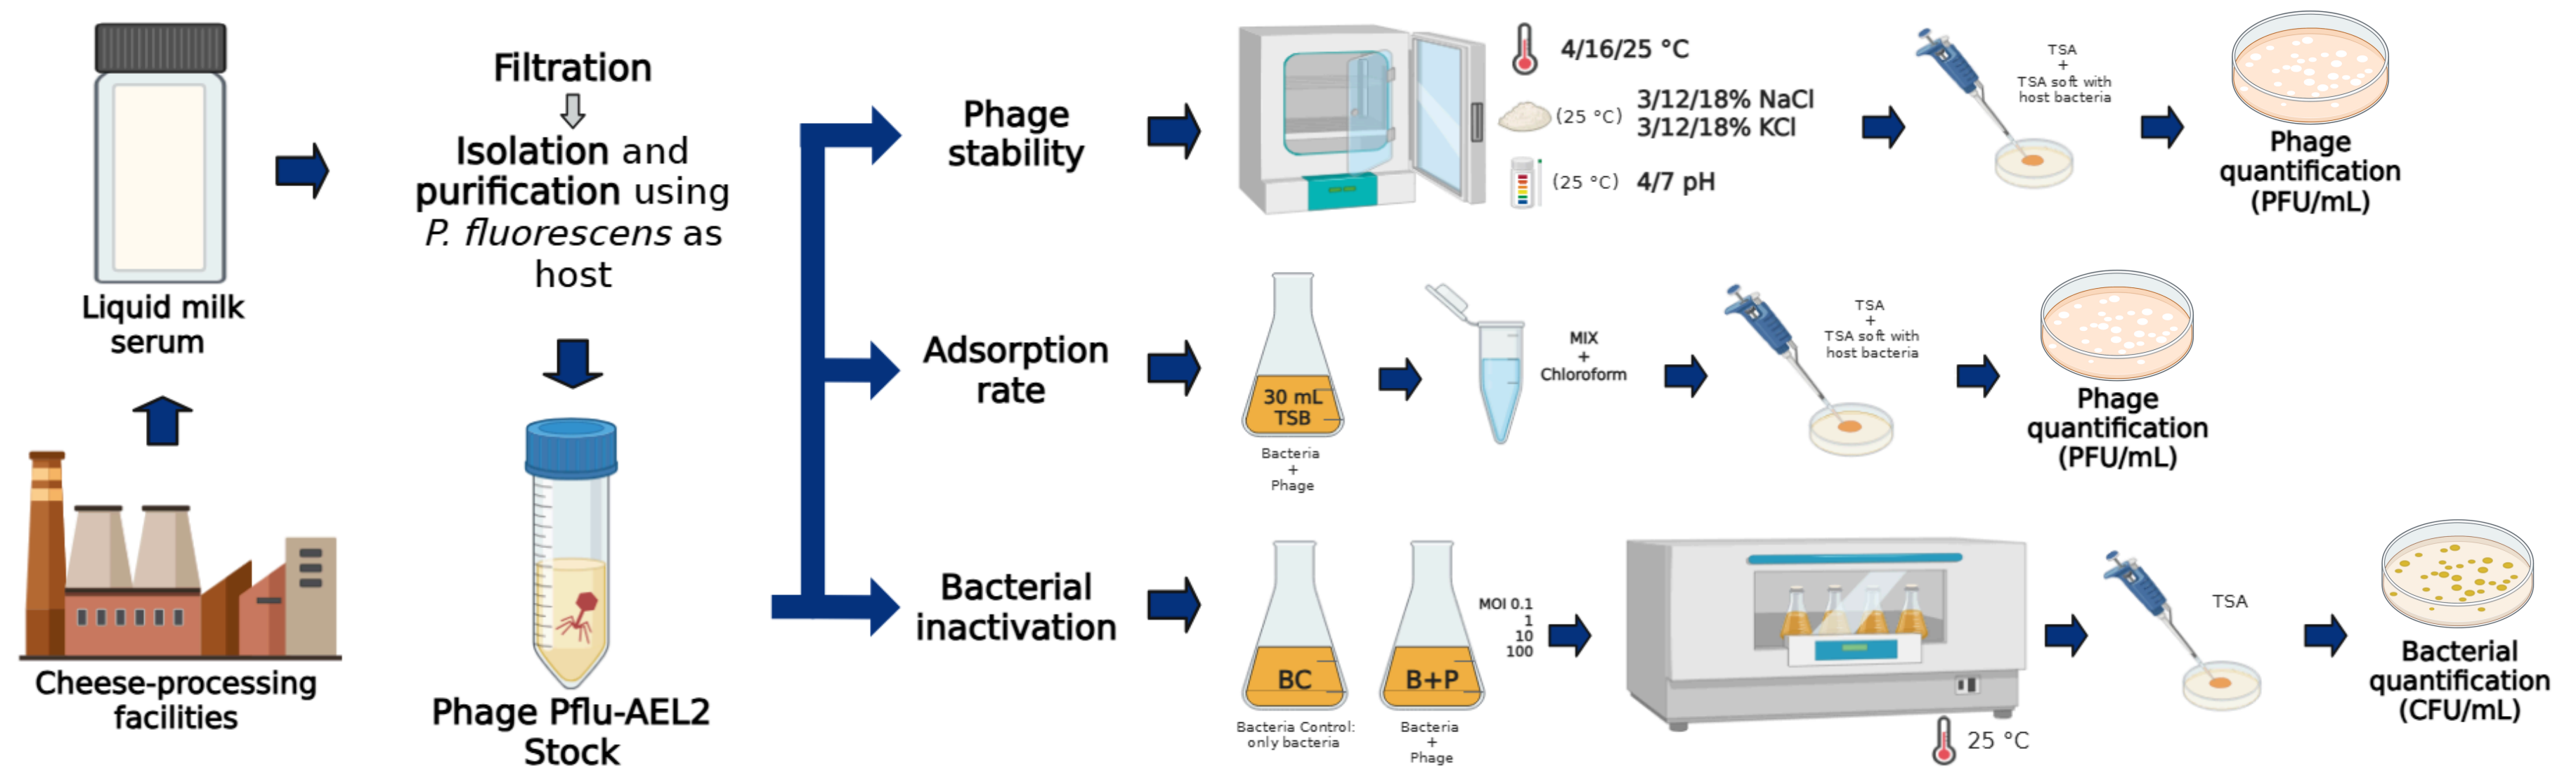 Liquid milk
serum
Cheese-processing
facilities
Filtration
Isolation and
purification using
P. fluorescens as
host
Phage Pflu-AEL2
Stock
Phage
stability
4/16/25 °C
(25 °C)
3/12/18% NaCl
3/12/18% KCl
(25 °C) 4/7 pH
TSA
+
TSA soft with
host bacteria
Phage
quantification
(PFU/mL)
Adsorption
rate
30 mL
TSB
Bacteria
+
Phage
MIX
+
Chloroform
TSA
+
TSA soft with
host bacteria
Phage
quantification
(PFU/mL)
Bacterial
inactivation
BC
Bacteria Control:
only bacteria
B+P
Bacteria
+
Phage
MOI 0.1
1
10
100
25 °C
TSA
Bacterial
quantification
(CFU/mL)